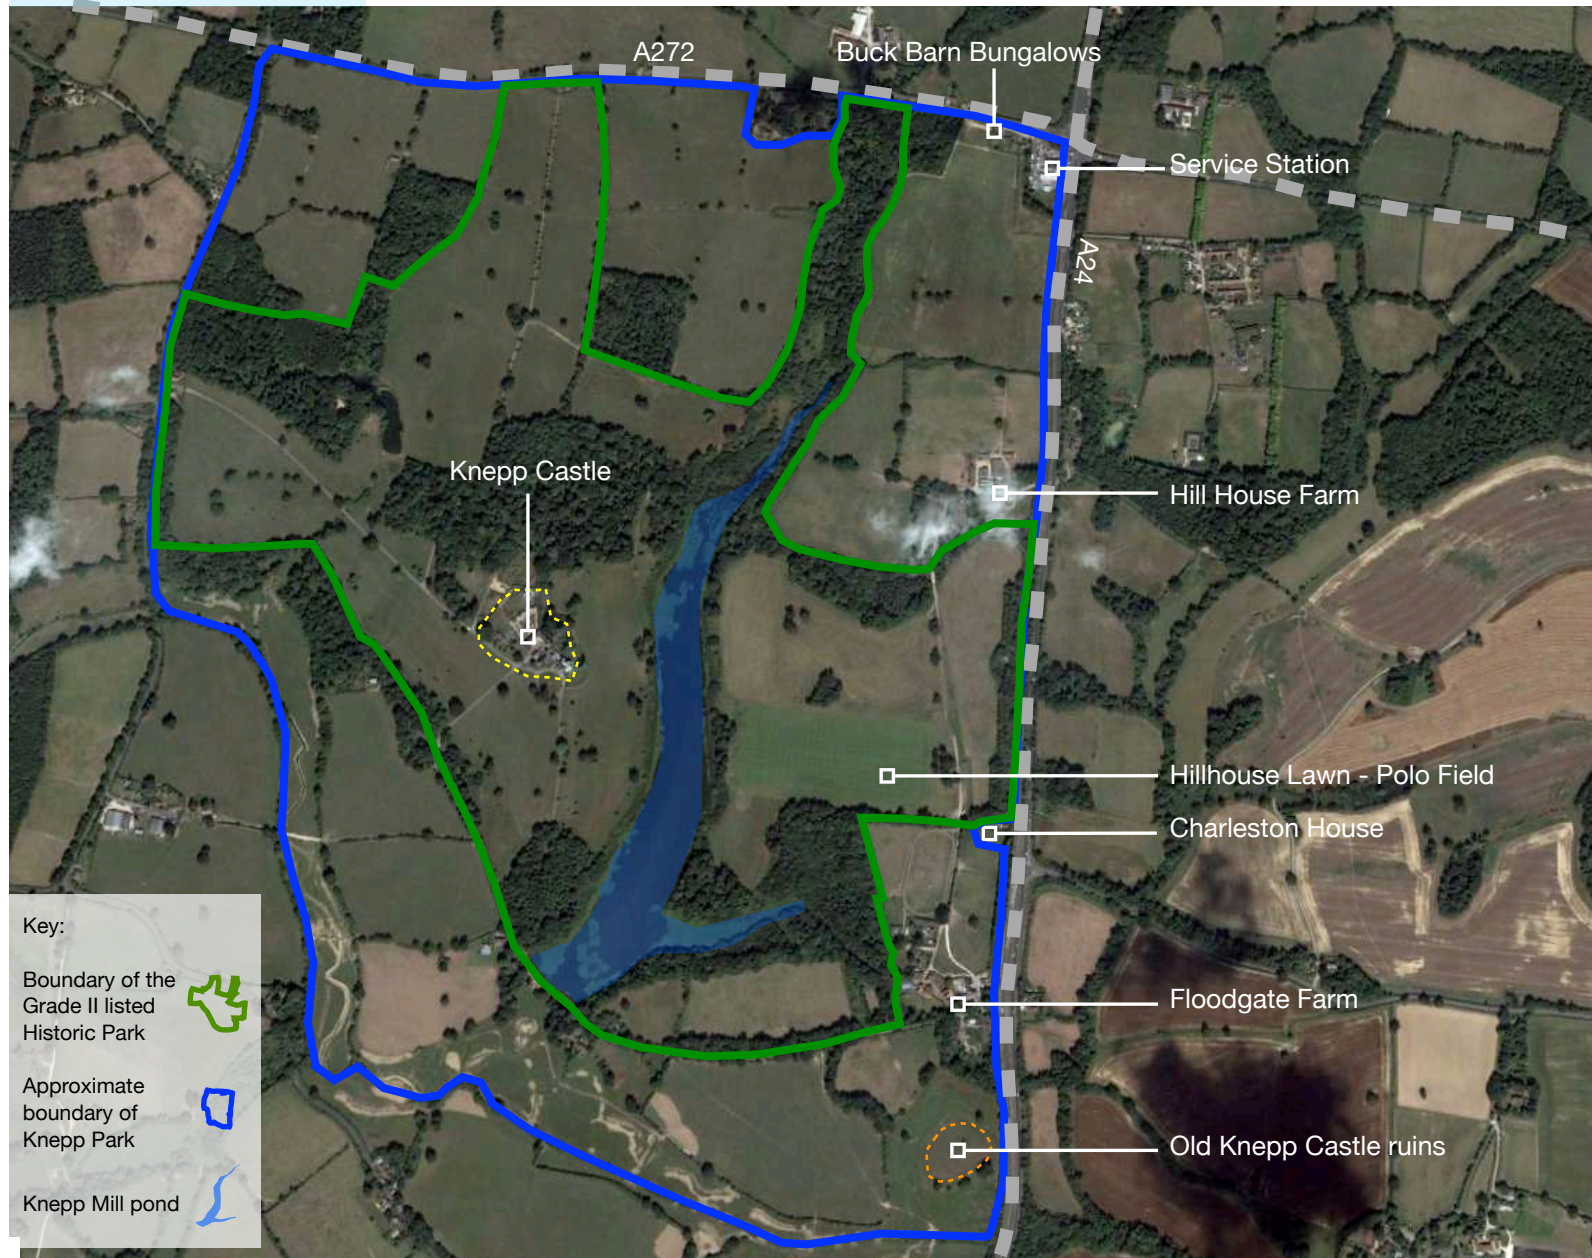 A272
Buck Barn Bungalows
Service Station
A24
Knepp Castle
Hill House Farm
Hillhouse Lawn - Polo Field
Charleston House
Floodgate Farm
Old Knepp Castle ruins
Key:
Boundary of the
Grade II listed
Historic Park
Approximate
boundary of
Knepp Park
Knepp Mill pond